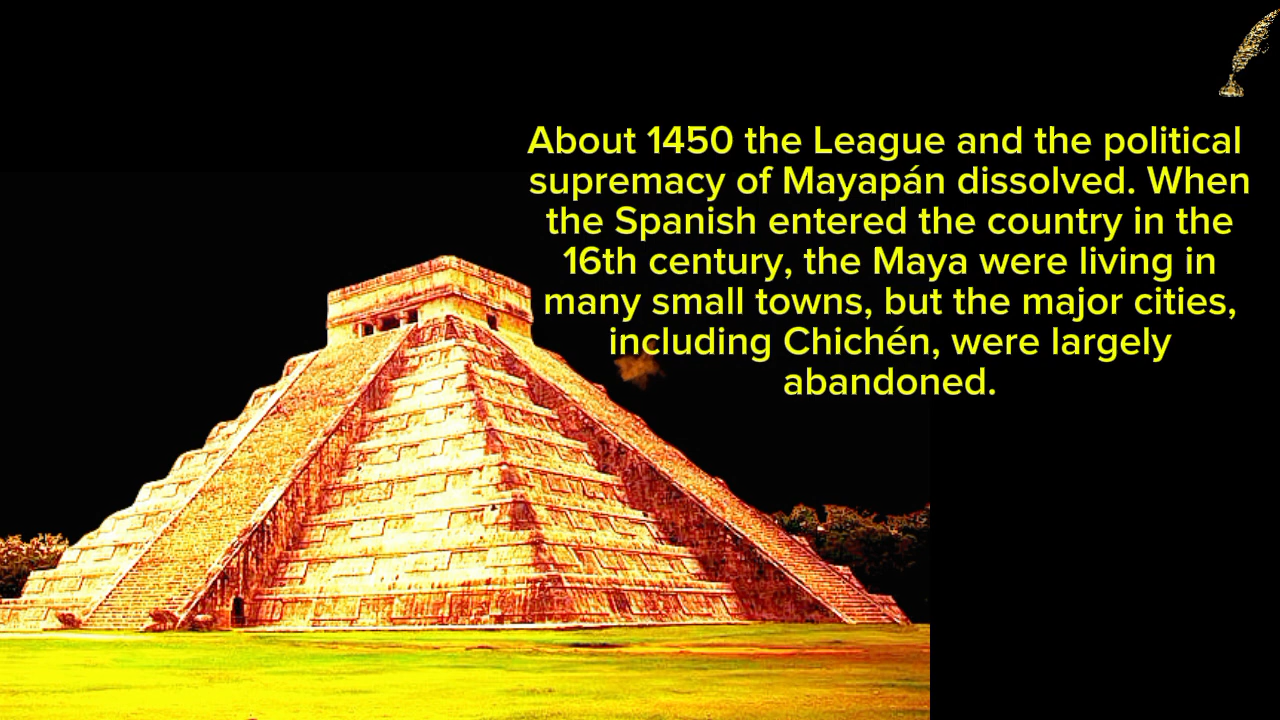 About 1450 the League and the political
supremacy of Mayapán dissolved. When
the Spanish entered the country in the
16th century, the Maya were living in
many small towns, but the major cities,
including Chichén, were largely
abandoned.